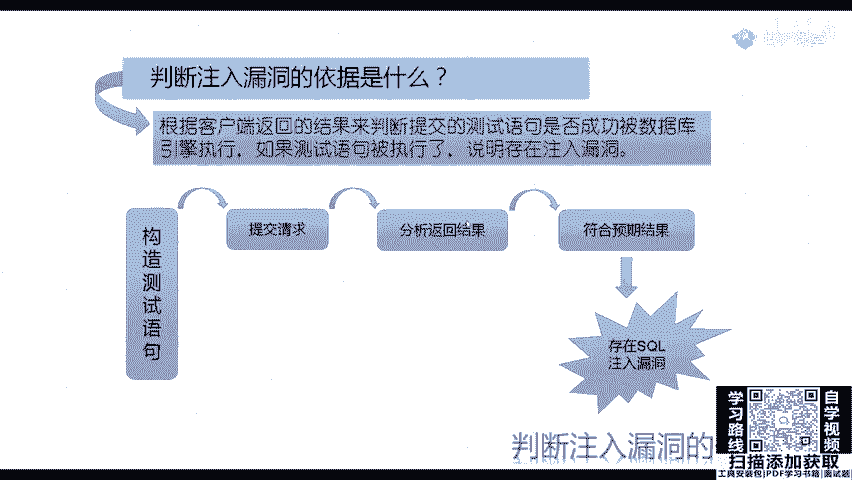 判断注入漏洞的依据是什么？
根据客户端返回的结果来判断提交的测试语句是否成功被数据库
引擎执行，如果测试语句被执行了，说明存在注入漏洞。
构造测试语句
提交请求
分析返回结果
符合预期结果
存在SQL
注入漏洞
判断注入漏洞的
学习路线
自学视频
扫描添加获取
工具安装包|PDF学习书籍|面试题